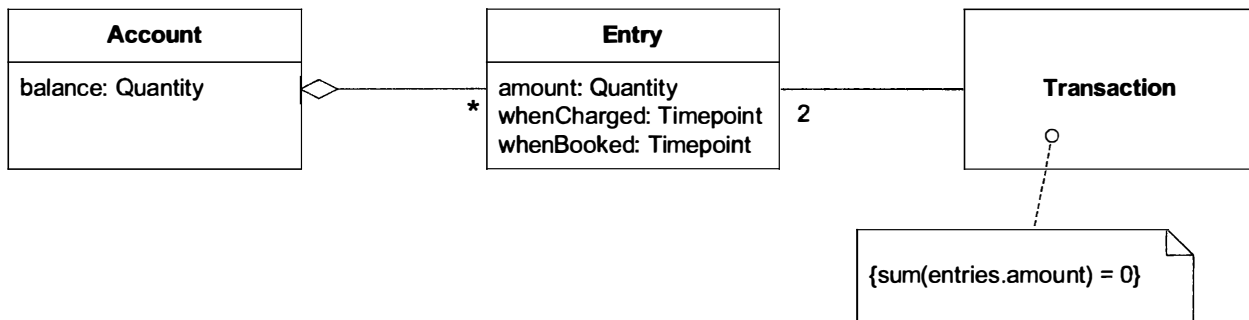 Account
balance: Quantity
*
Entry
amount: Quantity
whenCharged: Timepoint
whenBooked: Timepoint
2
Transaction
{sum(entries.amount) = 0}